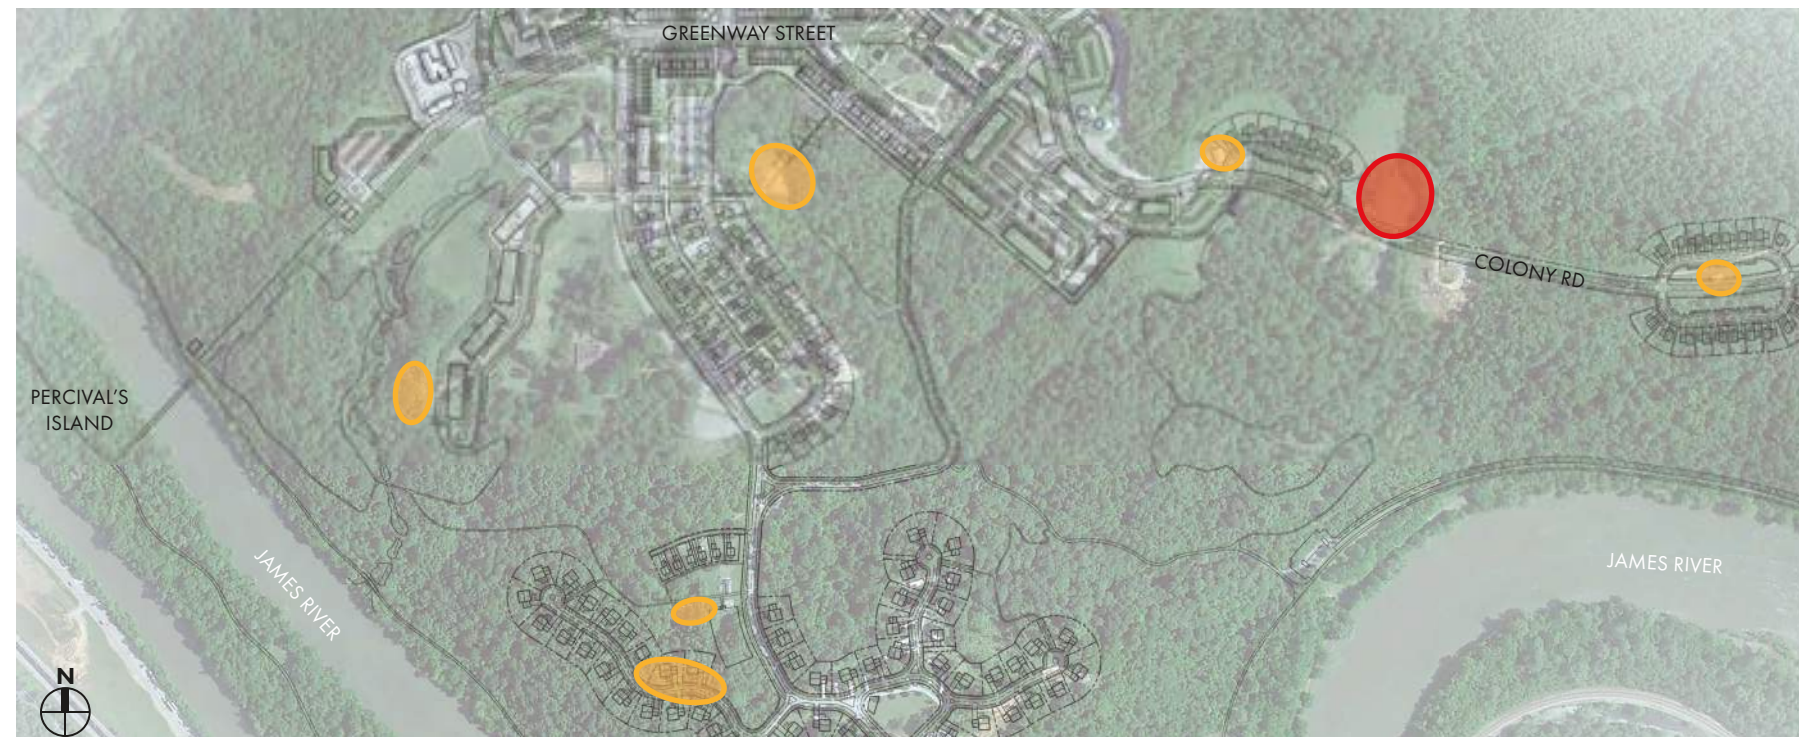 GREENWAY STREET
COLONY RD
PERCIVAL’S
ISLAND
JAMES RIVER
JAMES RIVER
N